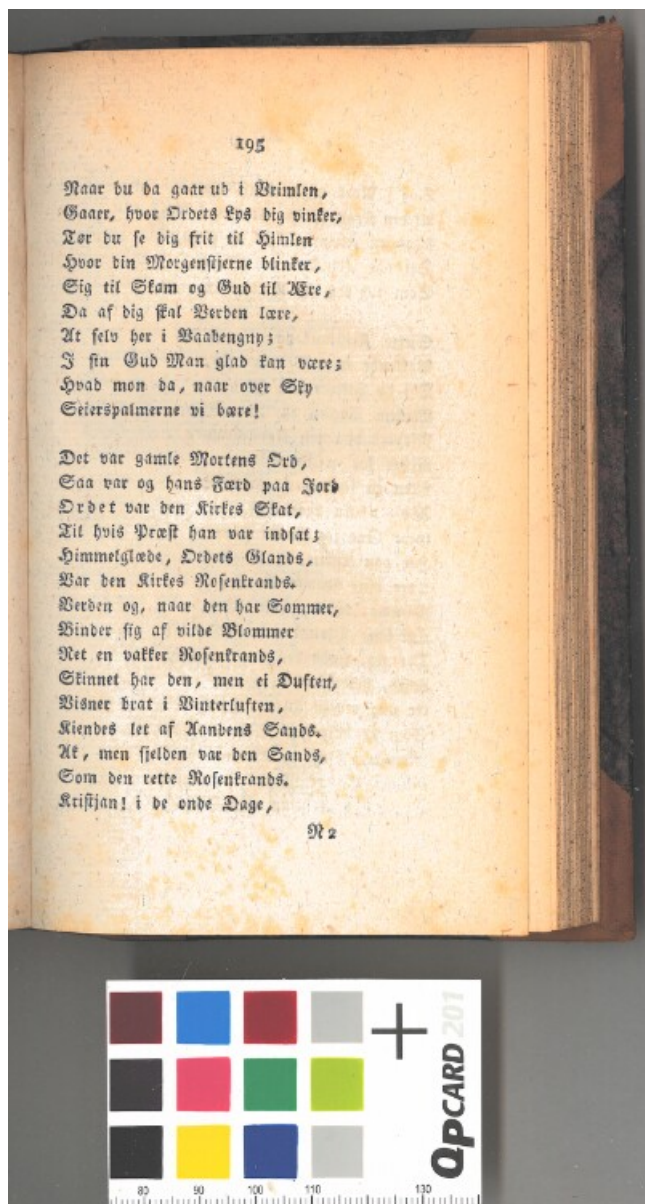 195
Naar du da gaar ud i Vrimlen,
Gaaer, hvor Ordets Lys dig vinker,
Tør du se dig frit til Himlen
Hvor din Morgenstjerne blinker,
Sig til Skam og Gud til Ære,
Da af dig skal Verden lære,
At selv her i Vaabengny;
I sin Gud Man glad kan være;
Hvad mon da, naar over Sky
Seierspalmerne vi bære!
Det var gamle Mortens Ord,
Saa var og hans Færd paa Jord
Ordet var den Kirkes Skat,
Til hvis Præst han var indsat;
Himmelglæde, Ordets Glands,
Var den Kirkes Rosenkrands.
Verden og, naar den har Sommer,
Binder sig af vilde Blommer
Net en vakker Rosenkrands,
Skinnet har den, men ei Duften,
Visner brat i Vinterluften,
Kiendes let af Aandens Sands.
Ak, men sjelden var den Sands,
Som den rette Rosenkrands.
Kristjan! i de onde Dage,
N 2
QPCARD 201
80 90 100 110 130